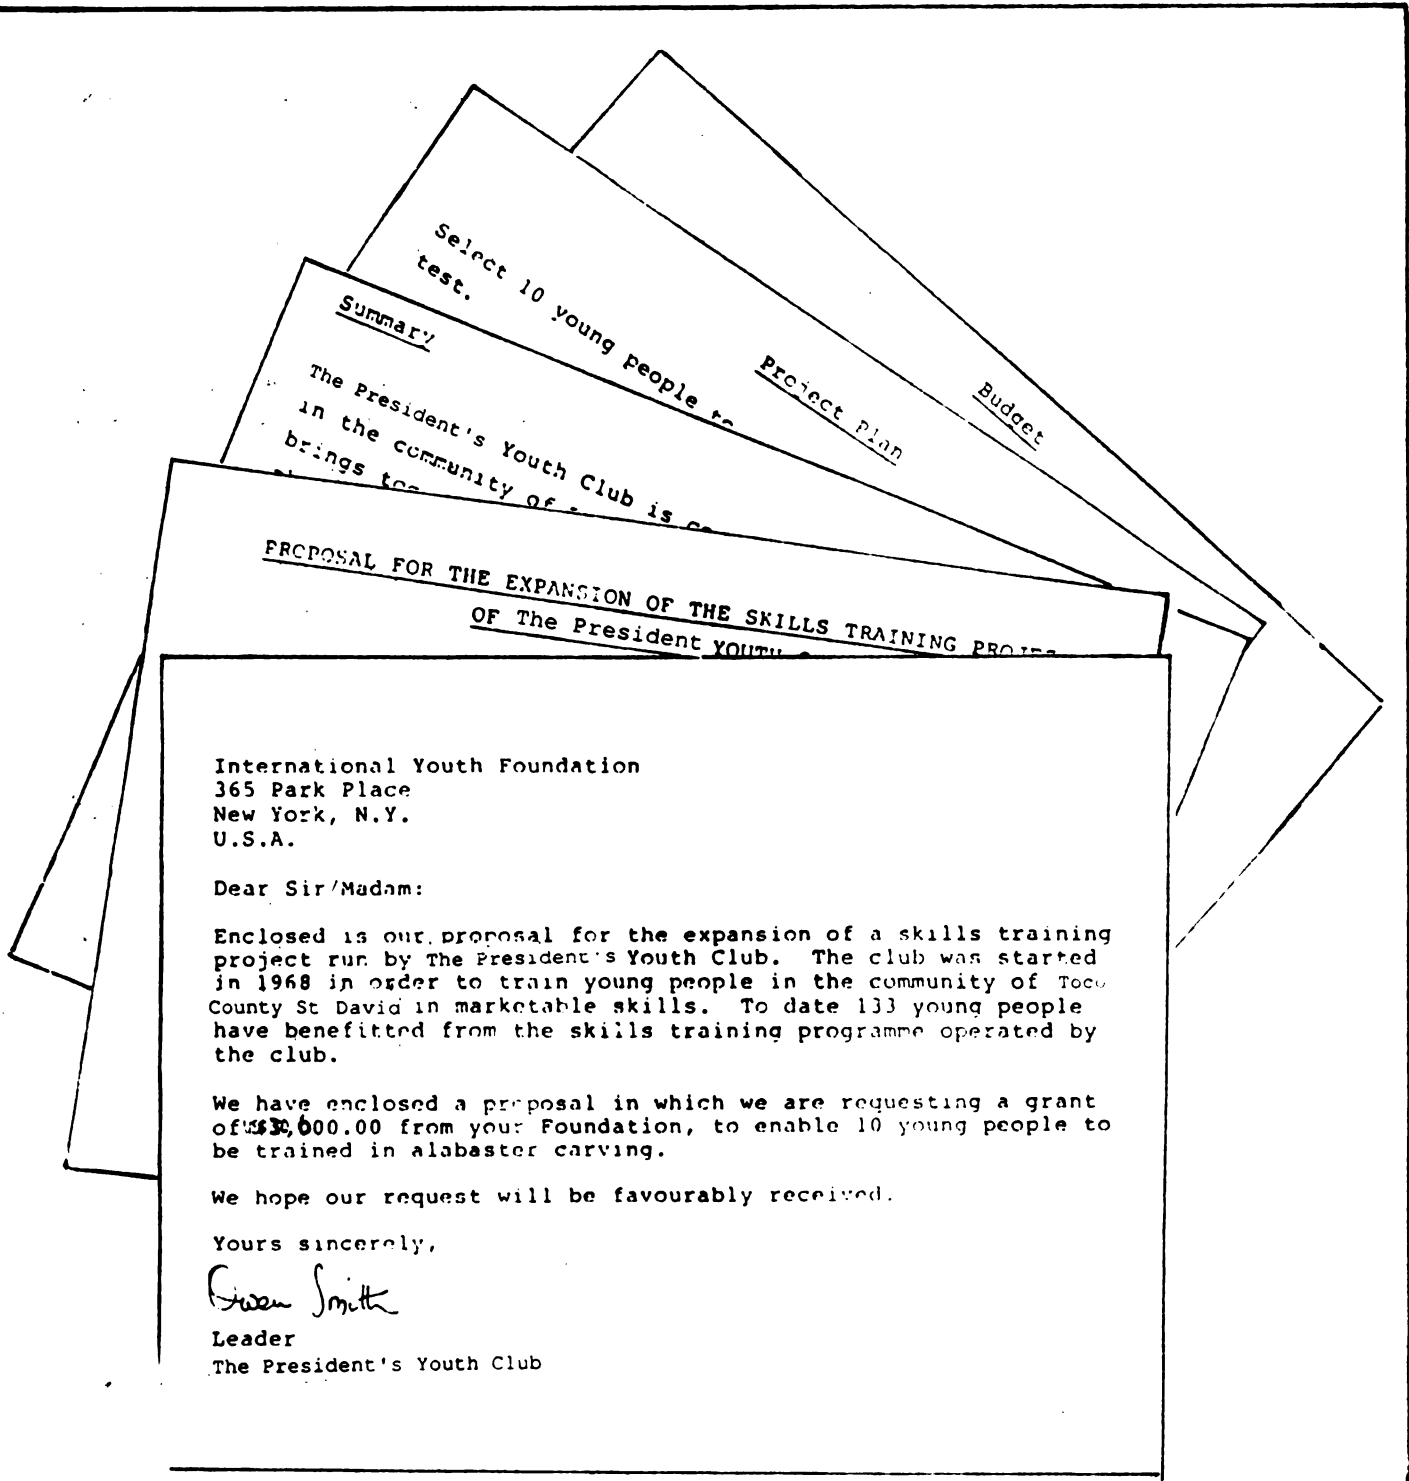 Budget
Project Plan
Select 10 young people to
test.
Summary
The President's Youth Club is
in the community of
brings
PROPOSAL FOR THE EXPANSION OF THE SKILLS TRAINING
OF The President YOUTH
International Youth Foundation
365 Park Place
New York, N.Y.
U.S.A.
Dear Sir/Madam:
Enclosed is our proposal for the expansion of a skills training
project run by The President's Youth Club. The club was started
in 1968 in order to train young people in the community of Toco
County St David in marketable skills. To date 133 young people
have benefitted from the skills training programme operated by
the club.
We have enclosed a proposal in which we are requesting a grant
of from your Foundation, to enable 10 young people to
be trained in alabaster carving.
We hope our request will be favourably received.
Yours sincerely,
Smith
Leader
The President's Youth Club